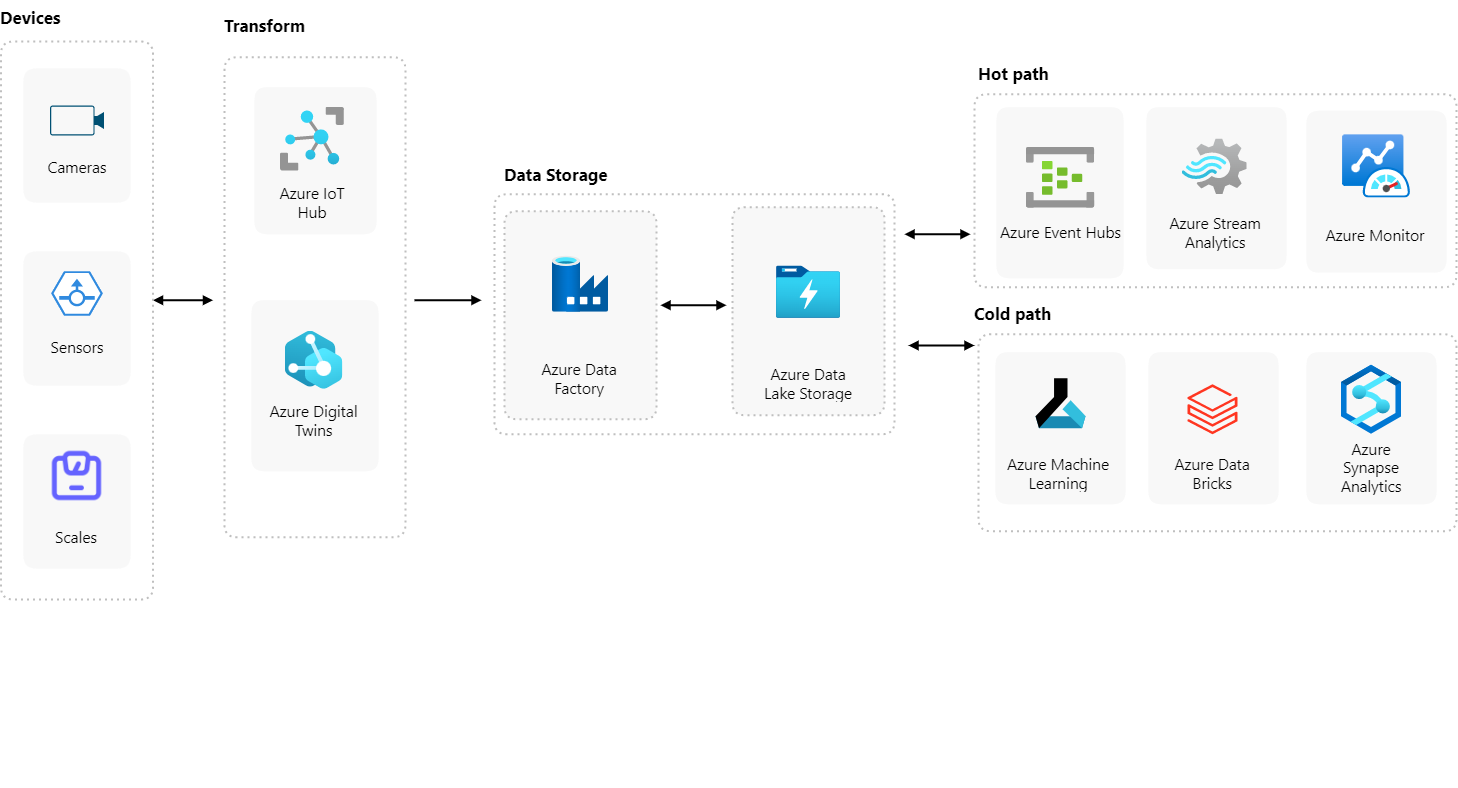 Devices
Cameras
Sensors
Scales
Transform
Azure IoT
Hub
Azure Digital
Twins
Data Storage
Azure Data
Factory
Azure Data
Lake Storage
Hot path
Azure Event Hubs
Azure Stream
Analytics
Azure Monitor
Cold path
Azure Machine
Learning
Azure Data
Bricks
Azure
Synapse
Analytics